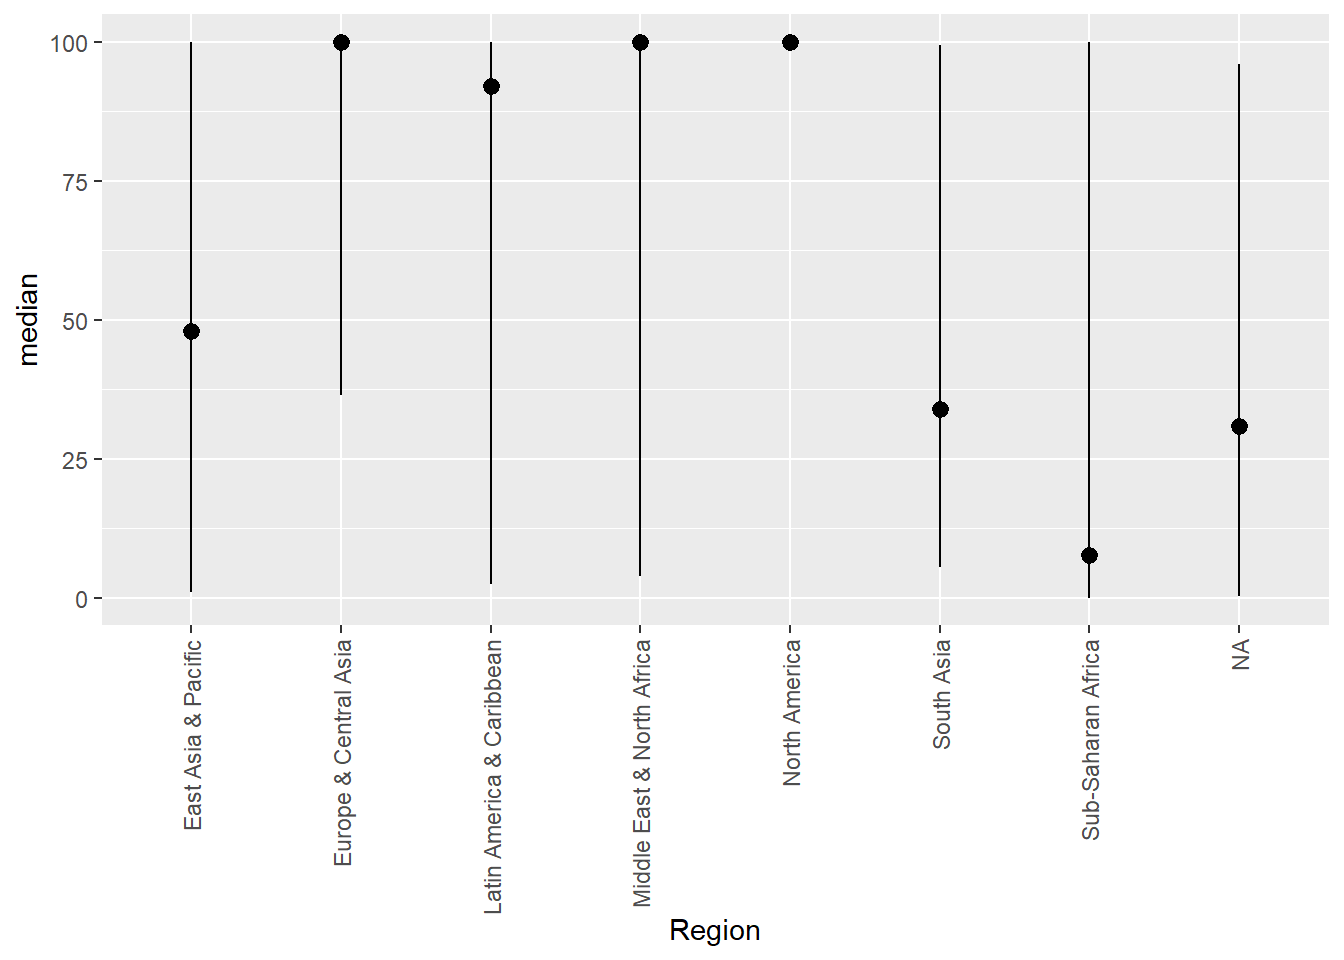 100
75
50
25
0
median
East Asia & Pacific
Europe & Central Asia
Latin America & Caribbean
Middle East & North Africa
North America
South Asia
Sub-Saharan Africa
NA
Region